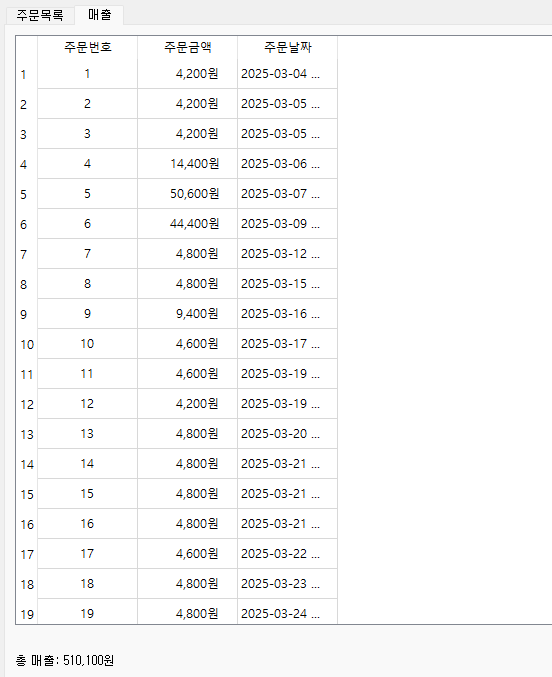 주문목록 매출
주문번호 주문금액 주문날짜
1 1 4,200원 2025-03-04 ...
2 2 4,200원 2025-03-05 ...
3 3 4,200원 2025-03-05 ...
4 4 14,400원 2025-03-06 ...
5 5 50,600원 2025-03-07 ...
6 6 44,400원 2025-03-09 ...
7 7 4,800원 2025-03-12 ...
8 8 4,800원 2025-03-15 ...
9 9 9,400원 2025-03-16 ...
10 10 4,600원 2025-03-17 ...
11 11 4,600원 2025-03-19 ...
12 12 4,200원 2025-03-19 ...
13 13 4,800원 2025-03-20 ...
14 14 4,800원 2025-03-21 ...
15 15 4,800원 2025-03-21 ...
16 16 4,800원 2025-03-21 ...
17 17 4,600원 2025-03-22 ...
18 18 4,800원 2025-03-23 ...
19 19 4,800원 2025-03-24 ...
총 매출: 510,100원